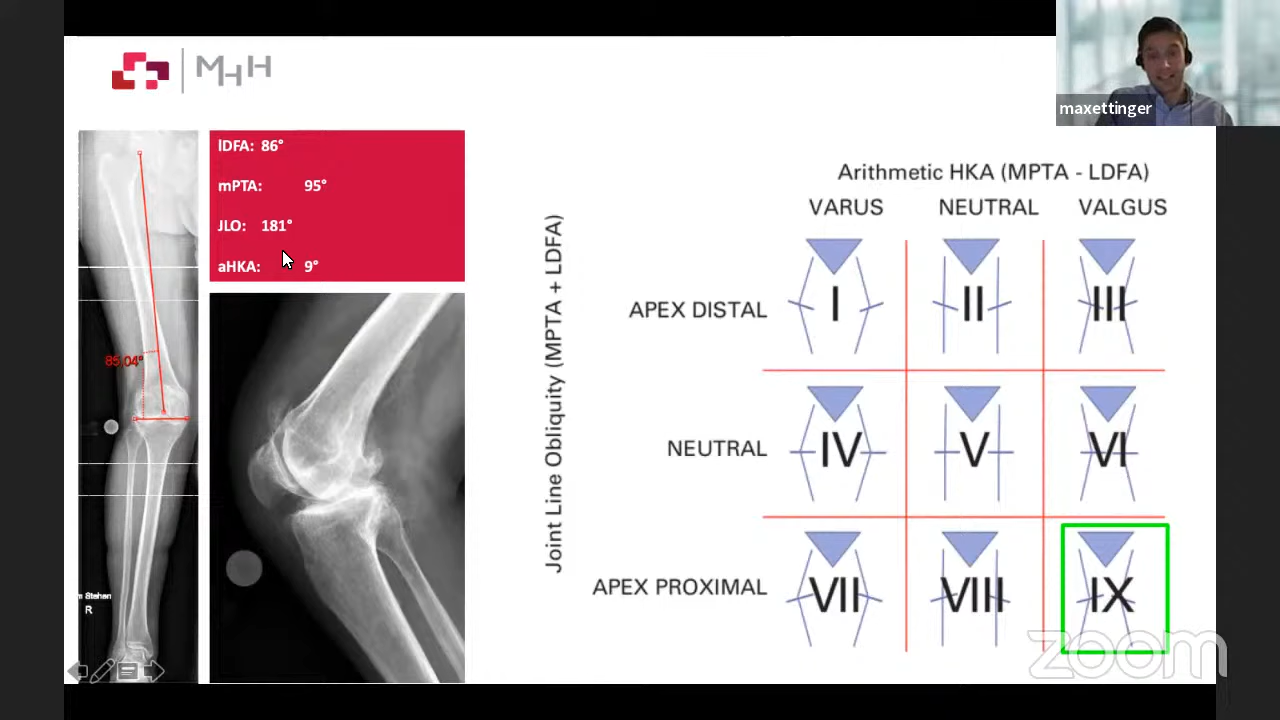 MHH
maxettinger
lDFA: 86°
mPTA: 95°
JLO: 181°
aHKA: 9°
85,04°
m Stehen
R
Arithmetic HKA (MPTA - LDFA)
VARUS NEUTRAL VALGUS
Joint Line Obliquity (MPTA + LDFA)
APEX DISTAL I II III
NEUTRAL IV V VI
APEX PROXIMAL VII VIII IX
zoom